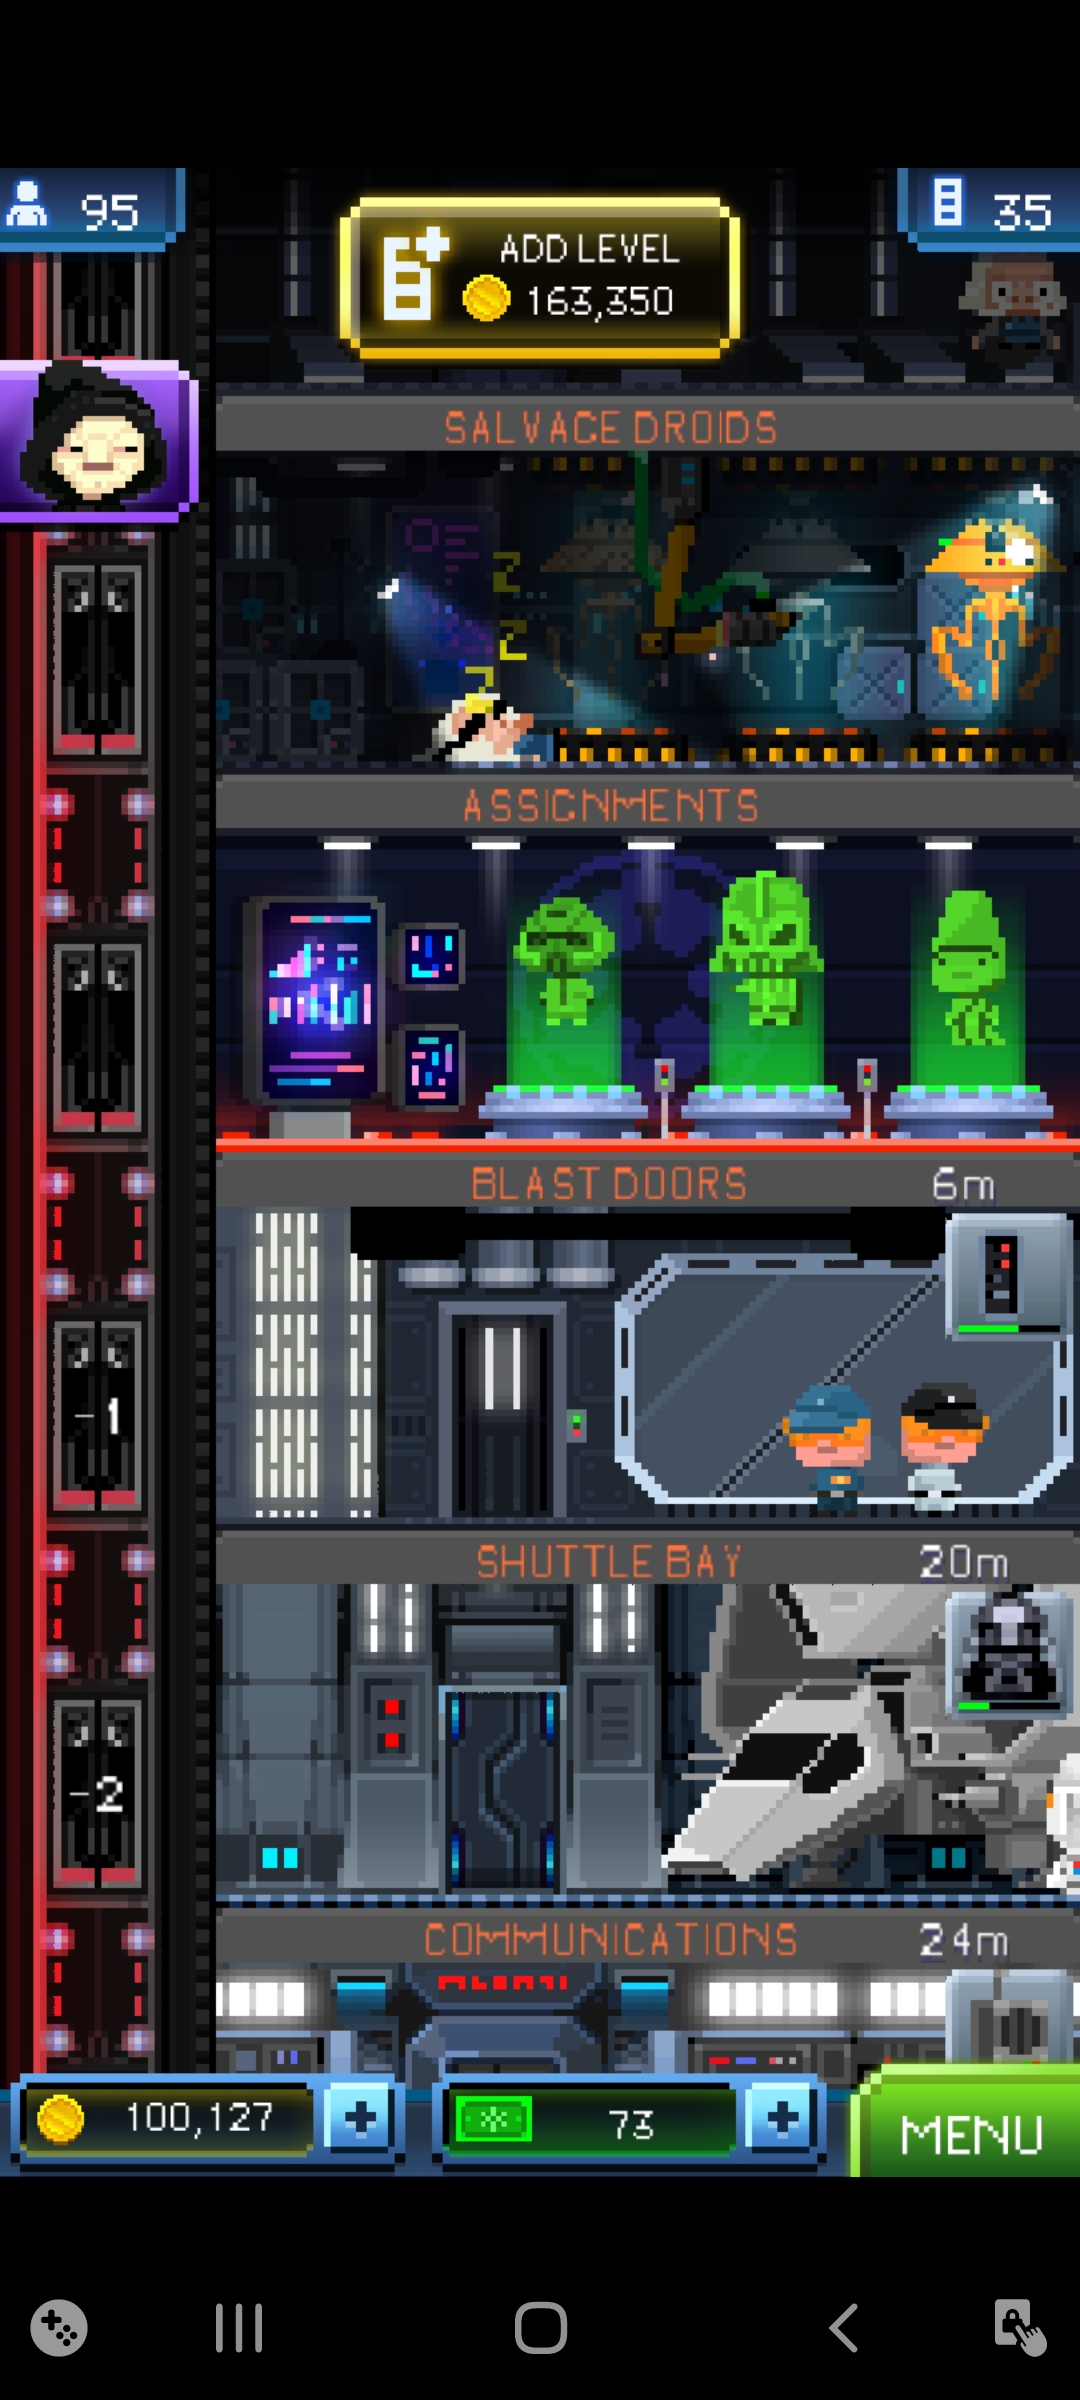 95
ADD LEVEL
163,350
35
SALVAGE DROIDS
Z
Z
Z
ASSIGNMENTS
BLAST DOORS 6m
-1
SHUTTLE BAY 20m
-2
COMMUNICATIONS 24m
100,127
73
MENU